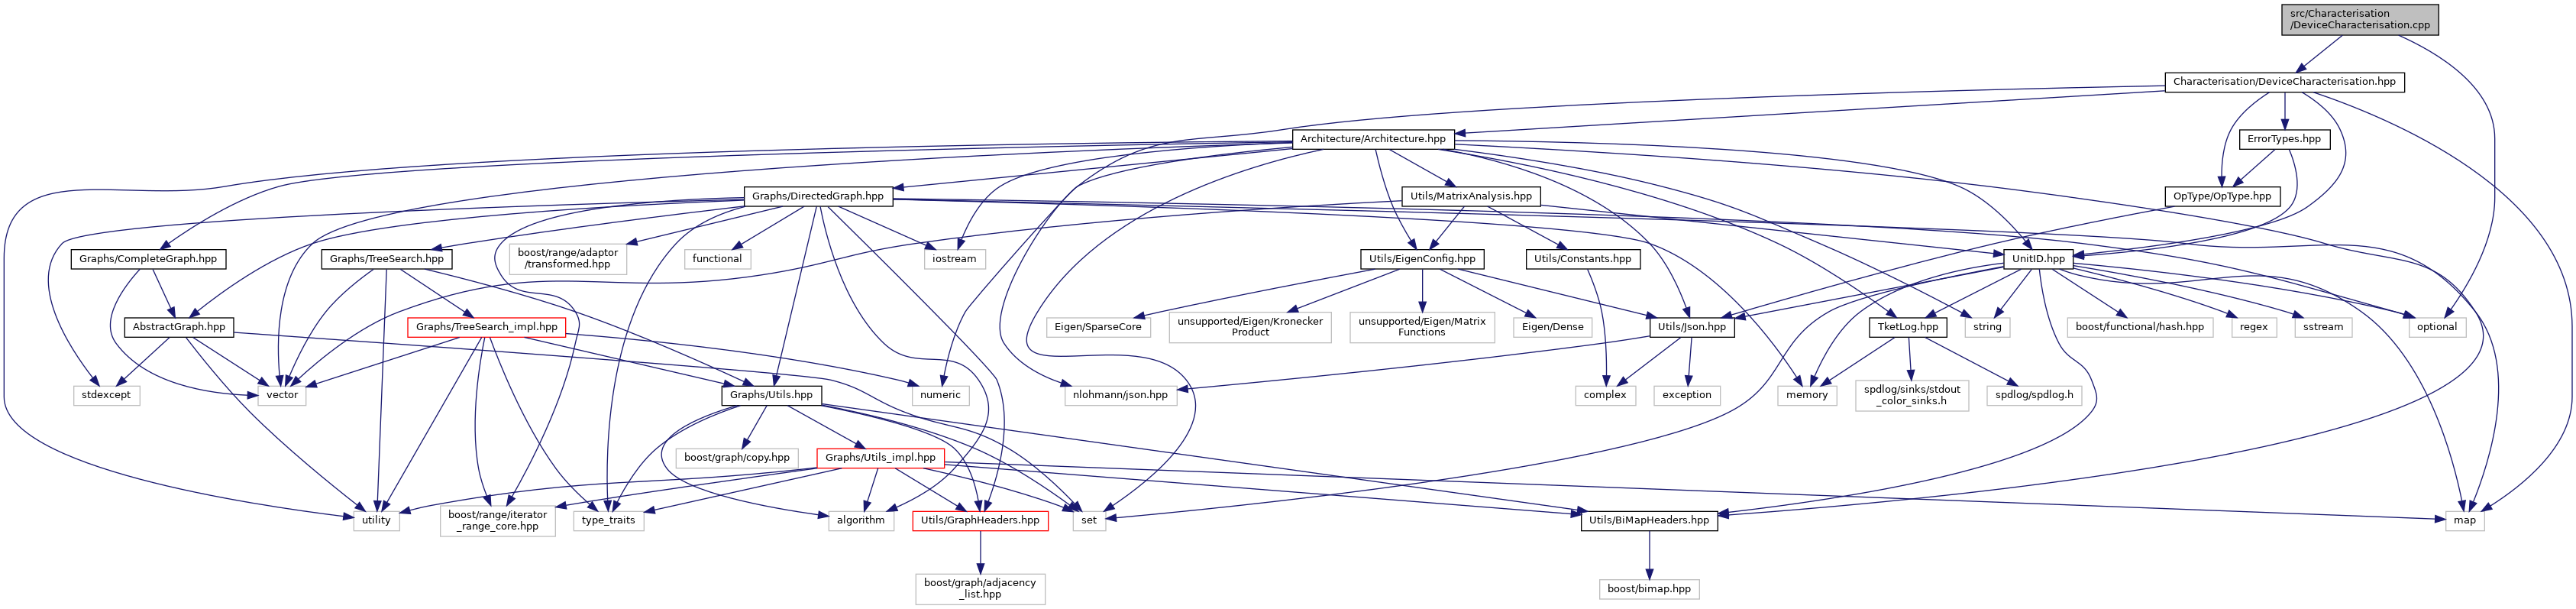 src/Characterisation
/DeviceCharacterisation.cpp
Characterisation/DeviceCharacterisation.hpp
Architecture/Architecture.hpp
ErrorTypes.hpp
Graphs/DirectedGraph.hpp
Utils/MatrixAnalysis.hpp
OpType/OpType.hpp
Graphs/CompleteGraph.hpp
Graphs/TreeSearch.hpp
boost/range/adaptor
/transformed.hpp
functional
iostream
Utils/EigenConfig.hpp
Utils/Constants.hpp
UnitID.hpp
AbstractGraph.hpp
Graphs/TreeSearch_impl.hpp
Eigen/SparseCore
unsupported/Eigen/Kronecker
Product
unsupported/Eigen/Matrix
Functions
Eigen/Dense
Utils/Json.hpp
TketLog.hpp
string
boost/functional/hash.hpp
regex
sstream
optional
stdexcept
vector
Graphs/Utils.hpp
numeric
nlohmann/json.hpp
complex
exception
memory
spdlog/sinks/stdout
_color_sinks.h
spdlog/spdlog.h
boost/graph/copy.hpp
Graphs/Utils_impl.hpp
utility
boost/range/iterator
_range_core.hpp
type_traits
algorithm
Utils/GraphHeaders.hpp
set
Utils/BiMapHeaders.hpp
map
boost/graph/adjacency
_list.hpp
boost/bimap.hpp